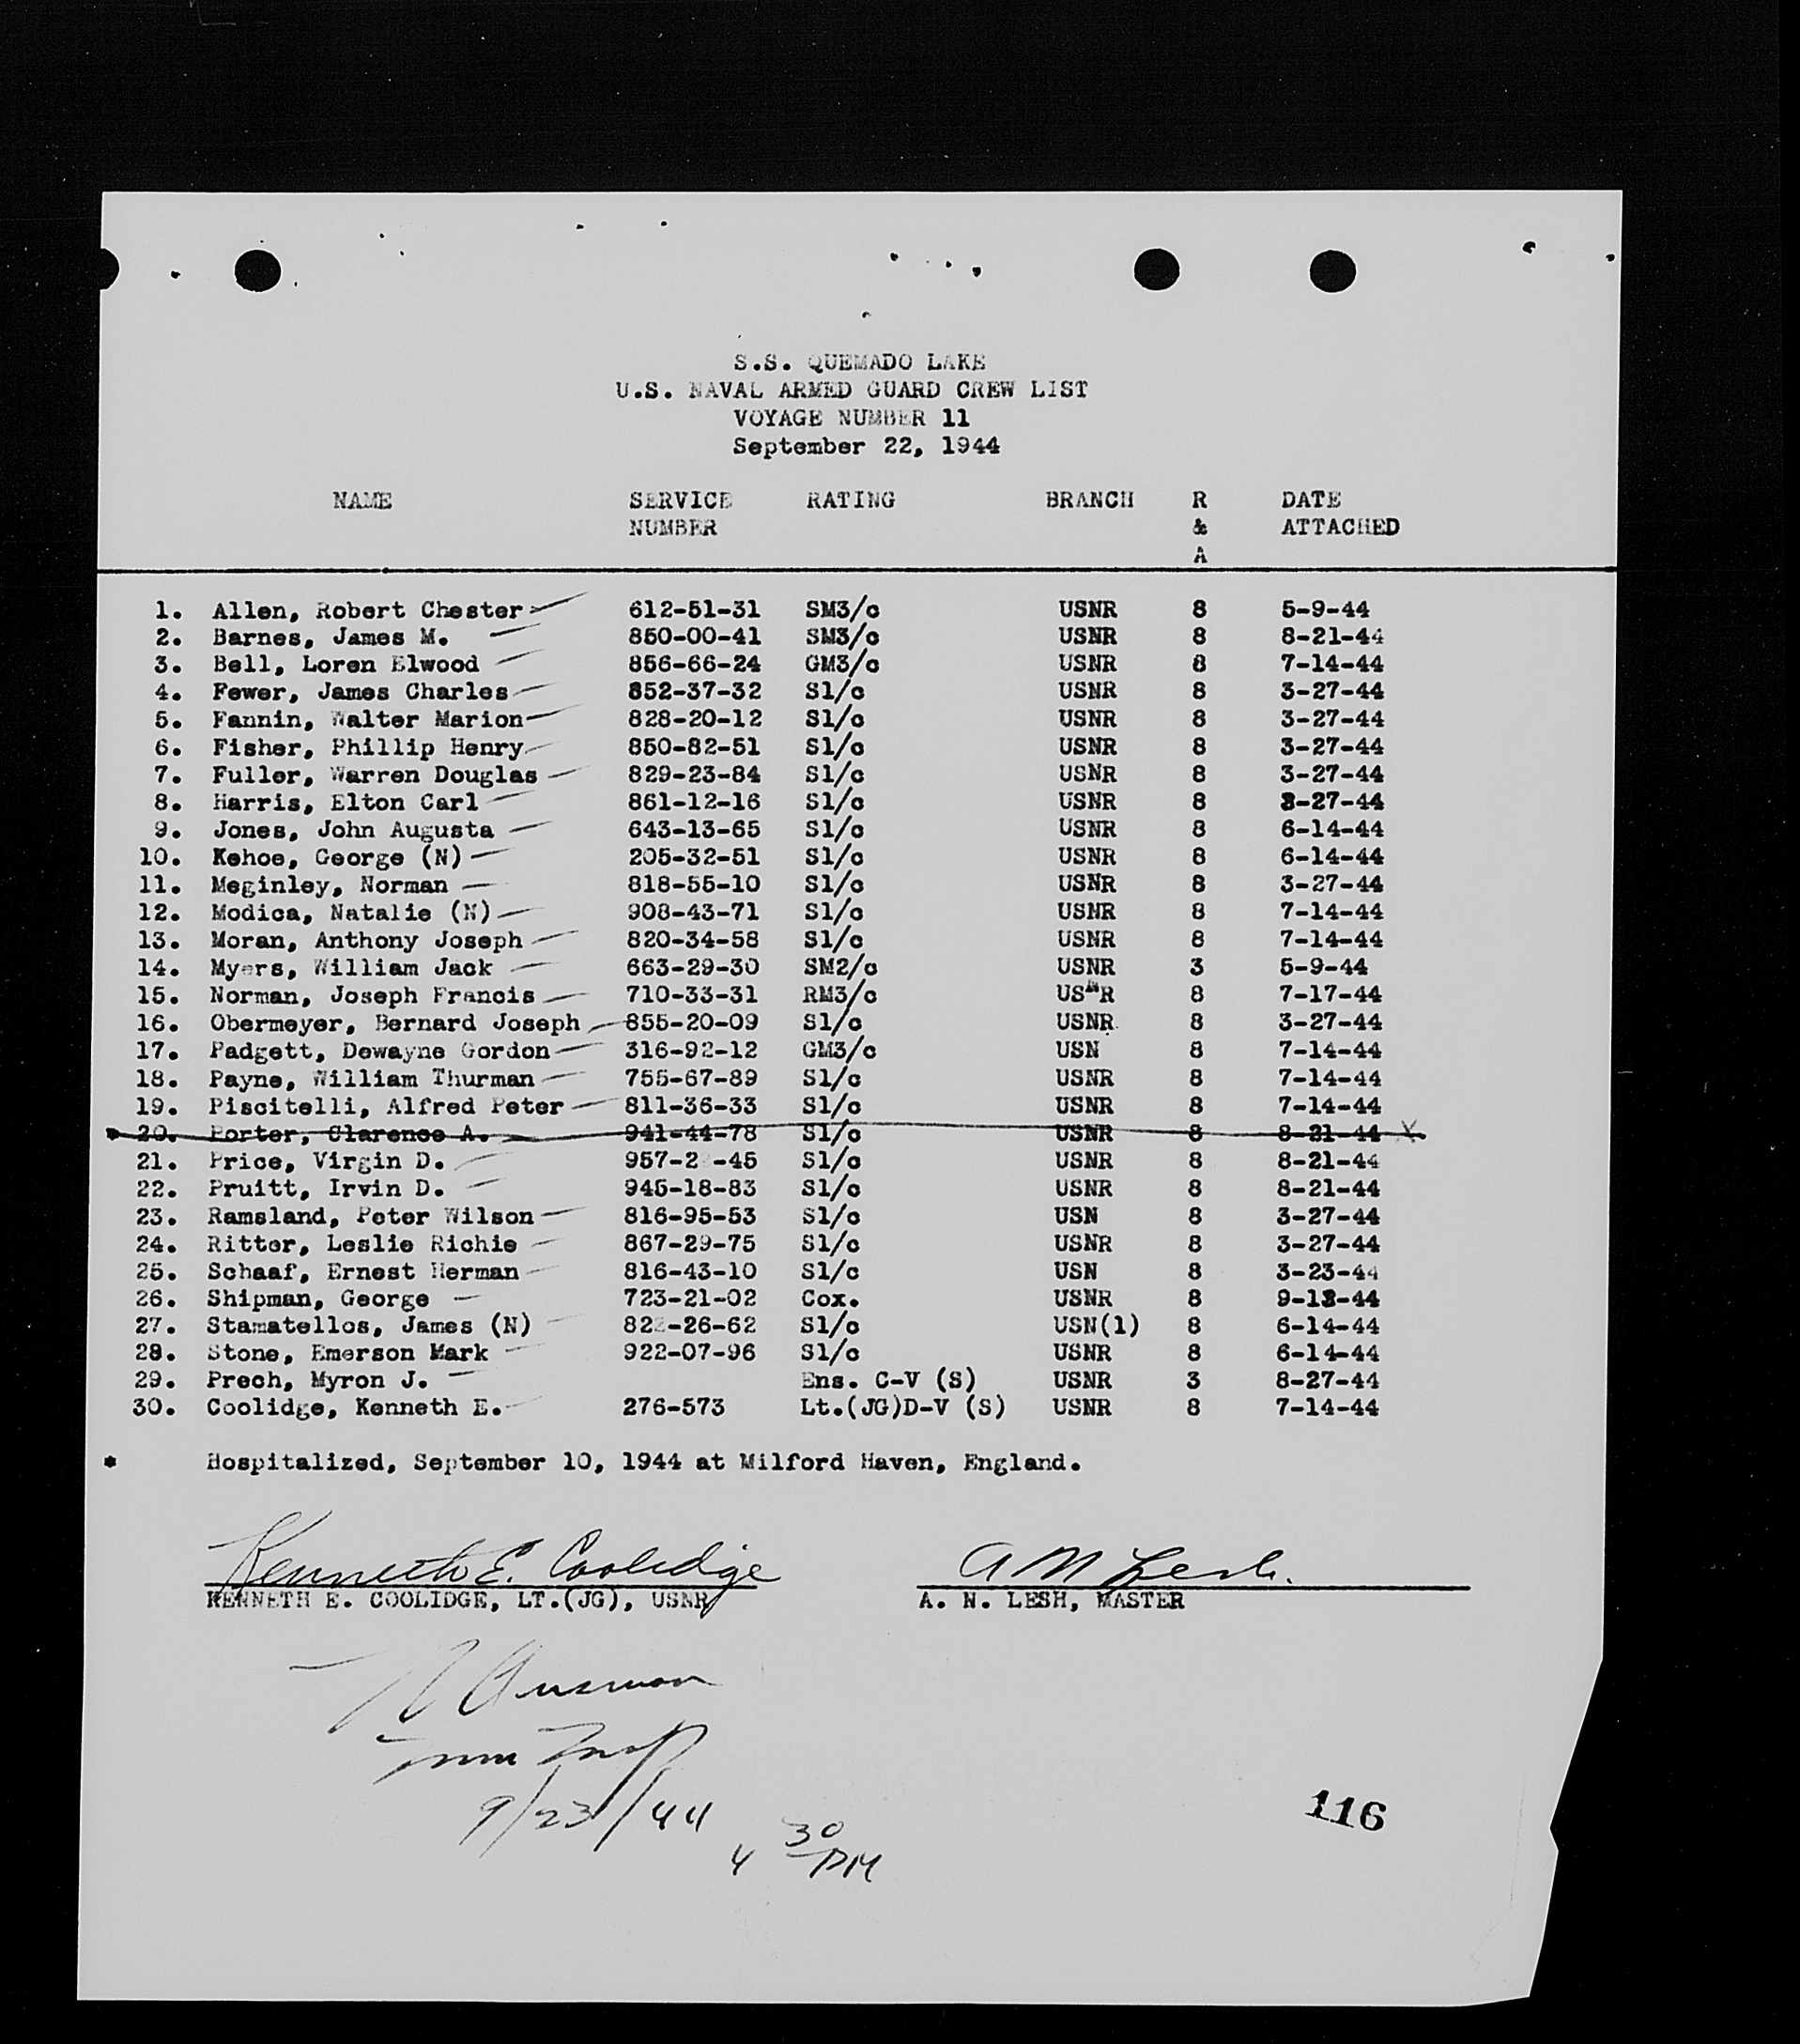 S.S. QUEMADO LAKE
U.S. NAVAL ARMED GUARD CREW LIST
VOYAGE NUMBER 11
September 22, 1944
NAME SERVICE RATING BRANCH R DATE
NUMBER & ATTACHED
A
1. Allen, Robert Chester 612-51-31 SM3/c USNR 8 5-9-44
2. Barnes, James M. 850-00-41 SM3/c USNR 8 8-21-44
3. Bell, Loren Elwood 856-66-24 GM3/c USNR 8 7-14-44
4. Fewer, James Charles 852-37-32 S1/c USNR 8 3-27-44
5. Fannin, Walter Marion 828-20-12 S1/c USNR 8 3-27-44
6. Fisher, Phillip Henry 850-82-51 S1/c USNR 8 3-27-44
7. Fuller, Warren Douglas 829-23-84 S1/c USNR 8 3-27-44
8. Harris, Elton Carl 861-12-16 S1/c USNR 8 3-27-44
9. Jones, John Augusta 643-13-65 S1/c USNR 8 6-14-44
10. Kehoe, George (N) 205-32-51 S1/c USNR 8 6-14-44
11. Meginley, Norman 818-55-10 S1/c USNR 8 3-27-44
12. Modica, Natalie (N) 908-43-71 S1/c USNR 8 7-14-44
13. Moran, Anthony Joseph 820-34-58 S1/c USNR 8 7-14-44
14. Myers, William Jack 663-29-30 SM2/c USNR 3 5-9-44
15. Norman, Joseph Francis 710-33-31 RM3/c USNR 8 7-17-44
16. Obermeyer, Bernard Joseph 855-20-09 S1/c USNR 8 3-27-44
17. Padgett, Dewayne Gordon 316-92-12 GM3/c USN 8 7-14-44
18. Payne, William Thurman 755-67-89 S1/c USNR 8 7-14-44
19. Piscitelli, Alfred Peter 811-36-33 S1/c USNR 8 7-14-44
* 20. Porter, Clarence A. 941-44-78 S1/c USNR 8 8-21-44 X
21. Price, Virgin D. S1/c USNR 8 8-21-44
22. Pruitt, Irvin D. 945-18-83 S1/c USNR 8 8-21-44
23. Ramsland, Peter Wilson 816-95-53 S1/c USN 8 3-27-44
24. Ritter, Leslie Richie 867-29-75 S1/c USNR 8 3-27-44
25. Schaaf, Ernest Herman 816-43-10 S1/c USN 8 3-23-44
26. Shipman, George 723-21-02 Cox. USNR 8
27. Stamatellos, James (N) S1/c USN(1) 8 6-14-44
28. Stone, Emerson Mark 922-07-96 S1/c USNR 8 6-14-44
29. Prech, Myron J. Ens. C-V (S) USNR 3 8-27-44
30. Coolidge, Kenneth E. 276-573 Lt.(JG)D-V (S) USNR 8 7-14-44
* Hospitalized, September 10, 1944 at Milford Haven, England.
Kenneth E. Coolidge A N Lesh.
KENNETH E. COOLIDGE, LT.(JG), USNR A. N. LESH, MASTER
9/23/44
4 30 PM
116